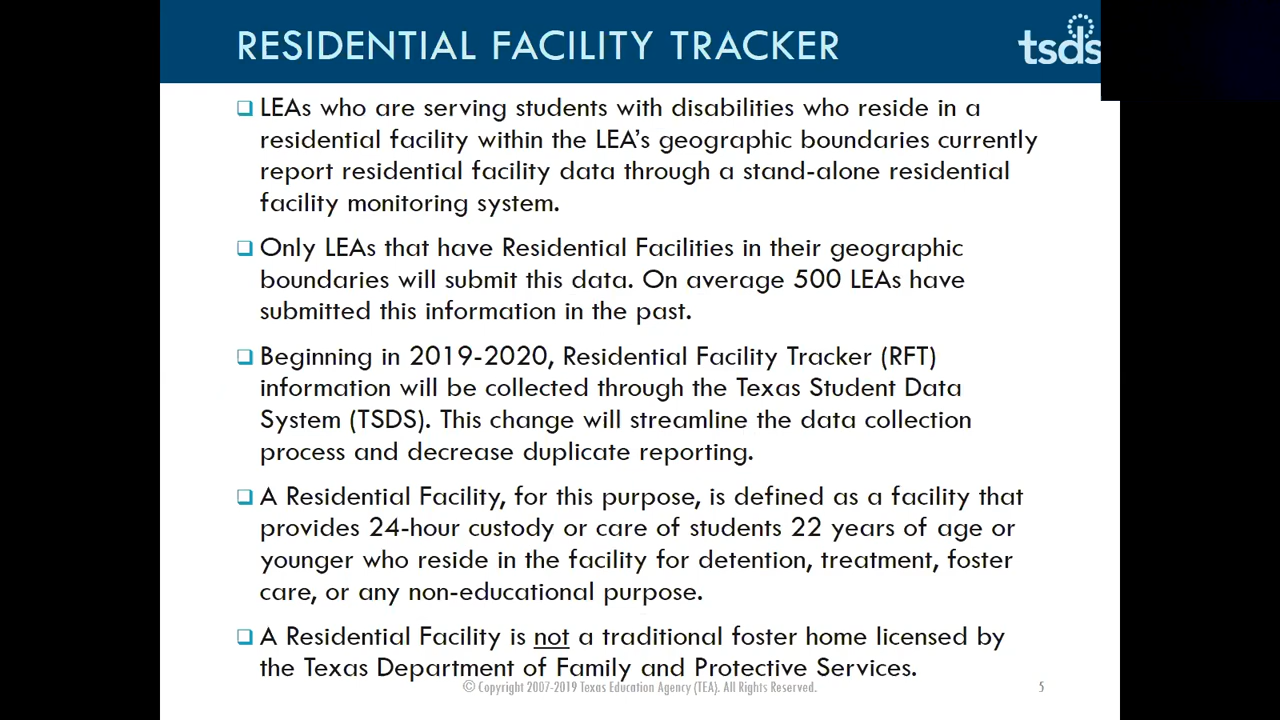 RESIDENTIAL FACILITY TRACKER
tsds
❑ LEAs who are serving students with disabilities who reside in a
residential facility within the LEA’s geographic boundaries currently
report residential facility data through a stand-alone residential
facility monitoring system.
❑ Only LEAs that have Residential Facilities in their geographic
boundaries will submit this data. On average 500 LEAs have
submitted this information in the past.
❑ Beginning in 2019-2020, Residential Facility Tracker (RFT)
information will be collected through the Texas Student Data
System (TSDS). This change will streamline the data collection
process and decrease duplicate reporting.
❑ A Residential Facility, for this purpose, is defined as a facility that
provides 24-hour custody or care of students 22 years of age or
younger who reside in the facility for detention, treatment, foster
care, or any non-educational purpose.
❑ A Residential Facility is not a traditional foster home licensed by
the Texas Department of Family and Protective Services.
© Copyright 2007-2019 Texas Education Agency (TEA). All Rights Reserved.
5